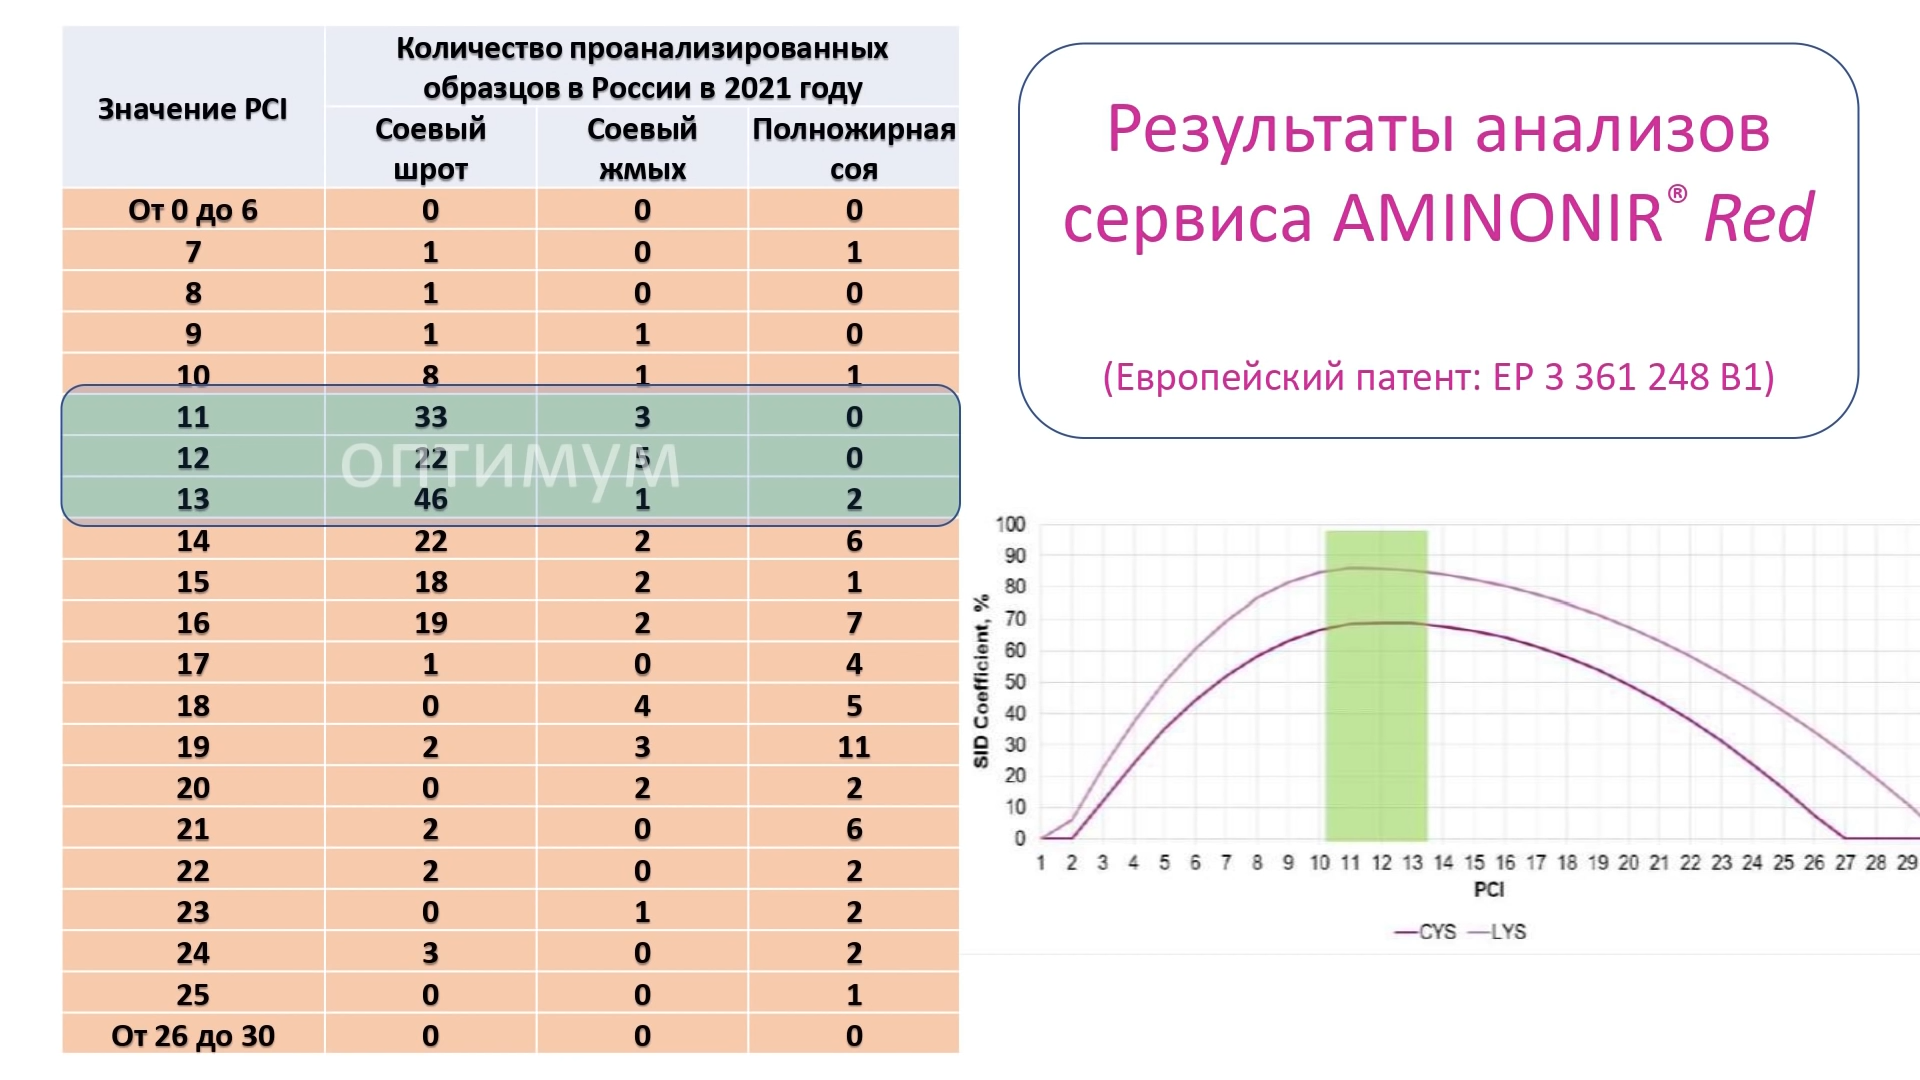 Значение PCI
Количество проанализированных
образцов в России в 2021 году
Соевый
шрот
Соевый
жмых
Полножирная
соя
От 0 до 6 0 0 0
7 1 0 1
8 1 0 0
9 1 1 0
10 8 1 1
11 33 3 0
12 22 5 0
13 46 1 2
оптимум
14 22 2 6
15 18 2 1
16 19 2 7
17 1 0 4
18 0 4 5
19 2 3 11
20 0 2 2
21 2 0 6
22 2 0 2
23 0 1 2
24 3 0 2
25 0 0 1
От 26 до 30 0 0 0
Результаты анализов
сервиса AMINONIR® Red
(Европейский патент: EP 3 361 248 B1)
SID Coefficient, %
100
90
80
70
60
50
40
30
20
10
0
1 2 3 4 5 6 7 8 9 10 11 12 13 14 15 16 17 18 19 20 21 22 23 24 25 26 27 28 29
PCI
CYS LYS